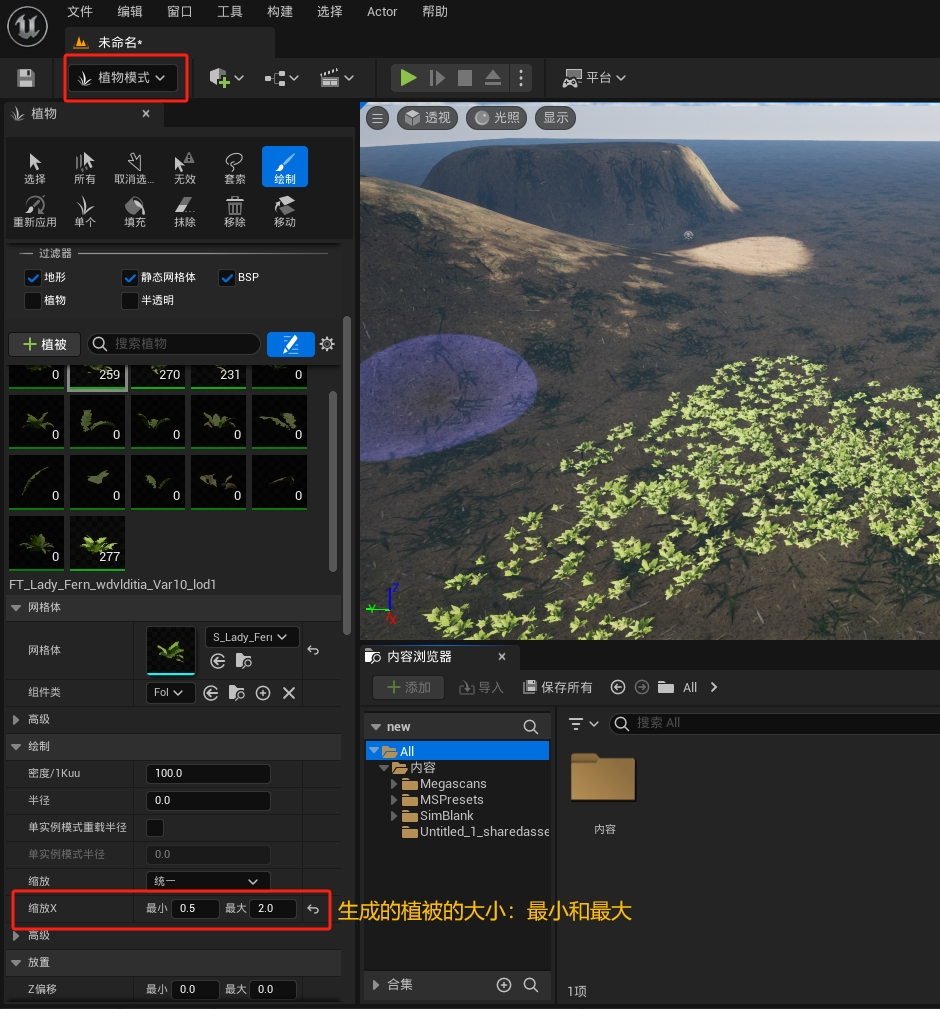 文件 编辑 窗口 工具 构建 选择 Actor 帮助
未命名*
植物模式 平台
植物
透视 光照 显示
选择 所有 取消选... 无效 套索 绘制
重新应用 单个 填充 抹除 移除 移动
过滤器
地形 静态网格体 BSP
植物 半透明
植被 搜索植物
0 259 270 231 0
0 0 0 0 0
0 0 0 0 0
0 277
FT_Lady_Fern_wdvlditia_Var10_lod1
网格体
网格体 S_Lady_Fern
组件类 Fol
高级
绘制
密度/1Kuu 100.0
半径 0.0
单实例模式重载半径
单实例模式半径 0.0
缩放 统一
缩放X 最小 0.5 最大 2.0
生成的植被的大小：最小和最大
高级
放置
Z偏移 最小 0.0 最大 0.0
Z
Y
X
内容浏览器
添加 导入 保存所有 All
new
搜索 All
All
内容
Megascans
MSPresets
SimBlank
Untitled_1_sharedasse
内容
合集
1项